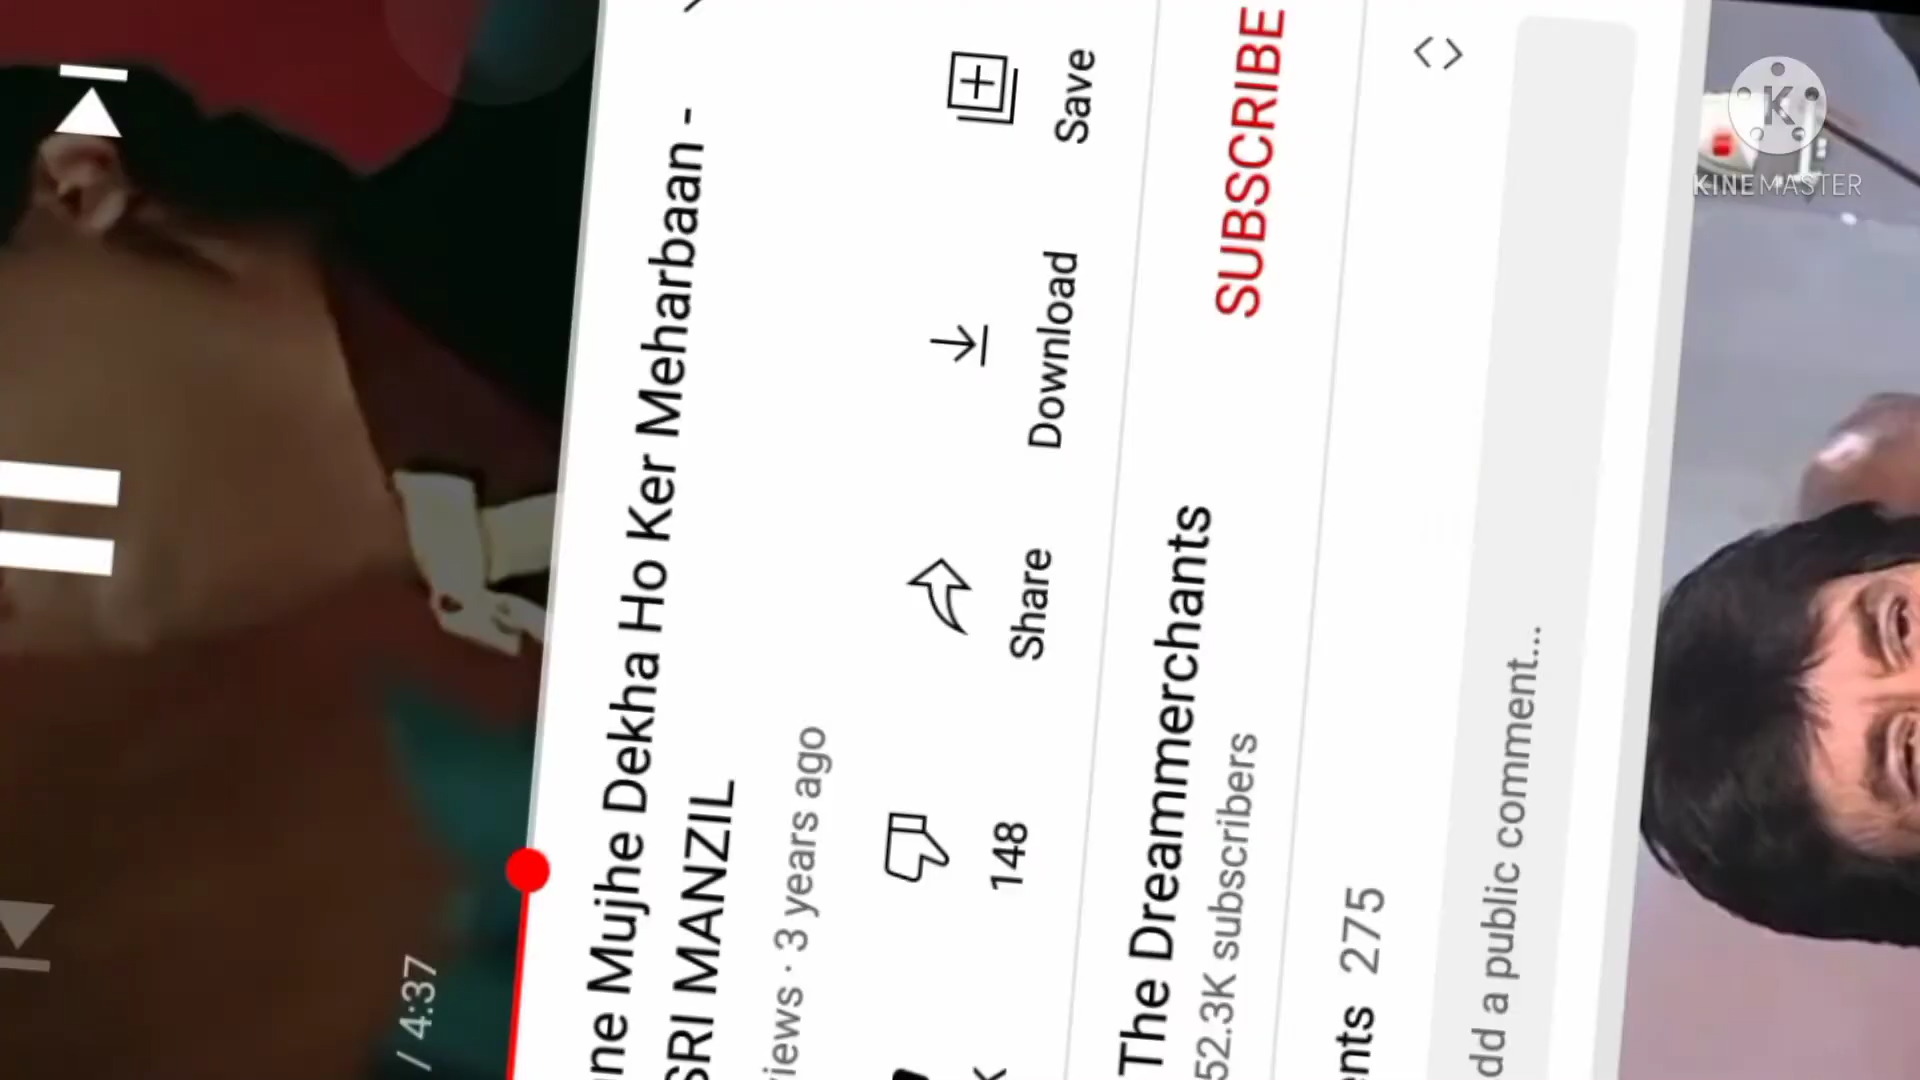 / 4:37
ne Mujhe Dekha Ho Ker Meharbaan -
SRI MANZIL
iews · 3 years ago
148
Share
Download
Save
The Dreammerchants
52.3K subscribers
SUBSCRIBE
ents 275
dd a public comment...
KINEMASTER